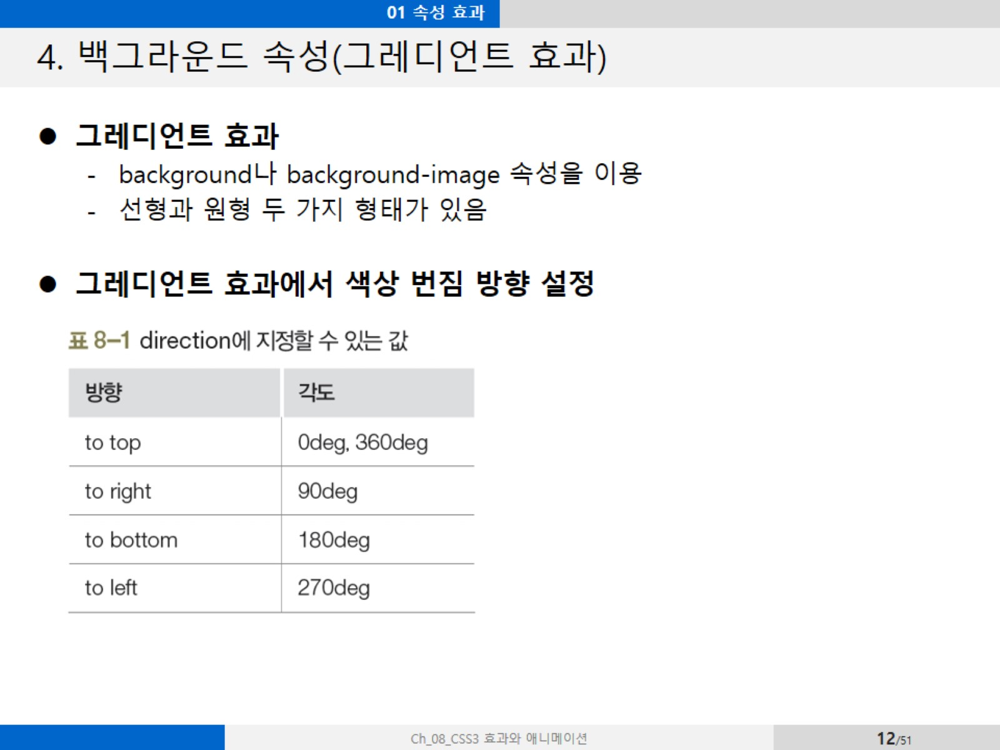 01 속성 효과
4. 백그라운드 속성(그레디언트 효과)
● 그레디언트 효과
- background나 background-image 속성을 이용
- 선형과 원형 두 가지 형태가 있음
● 그레디언트 효과에서 색상 번짐 방향 설정
표 8–1 direction에 지정할 수 있는 값
방향 각도
to top 0deg, 360deg
to right 90deg
to bottom 180deg
to left 270deg
Ch_08_CSS3 효과와 애니메이션
12/51